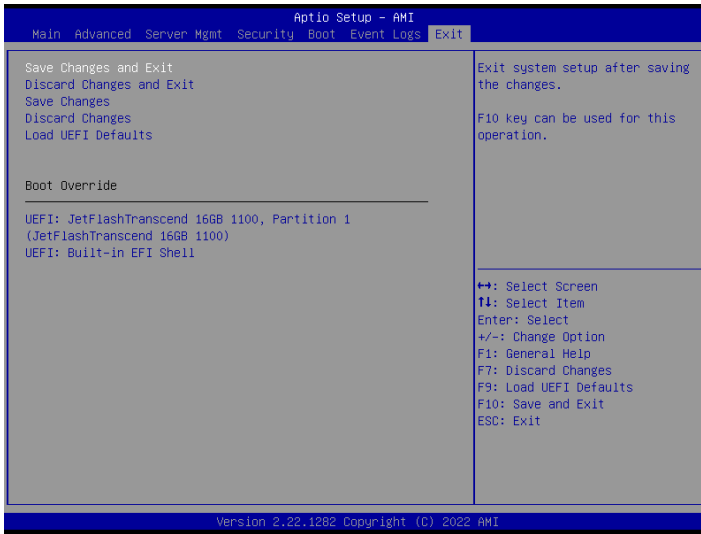 Aptio Setup – AMI
Main Advanced Server Mgmt Security Boot Event Logs Exit
Save Changes and Exit
Discard Changes and Exit
Save Changes
Discard Changes
Load UEFI Defaults
Boot Override
UEFI: JetFlashTranscend 16GB 1100, Partition 1
(JetFlashTranscend 16GB 1100)
UEFI: Built-in EFI Shell
Exit system setup after saving
the changes.
F10 key can be used for this
operation.
↔: Select Screen
↑↓: Select Item
Enter: Select
+/-: Change Option
F1: General Help
F7: Discard Changes
F9: Load UEFI Defaults
F10: Save and Exit
ESC: Exit
Version 2.22.1282 Copyright (C) 2022 AMI